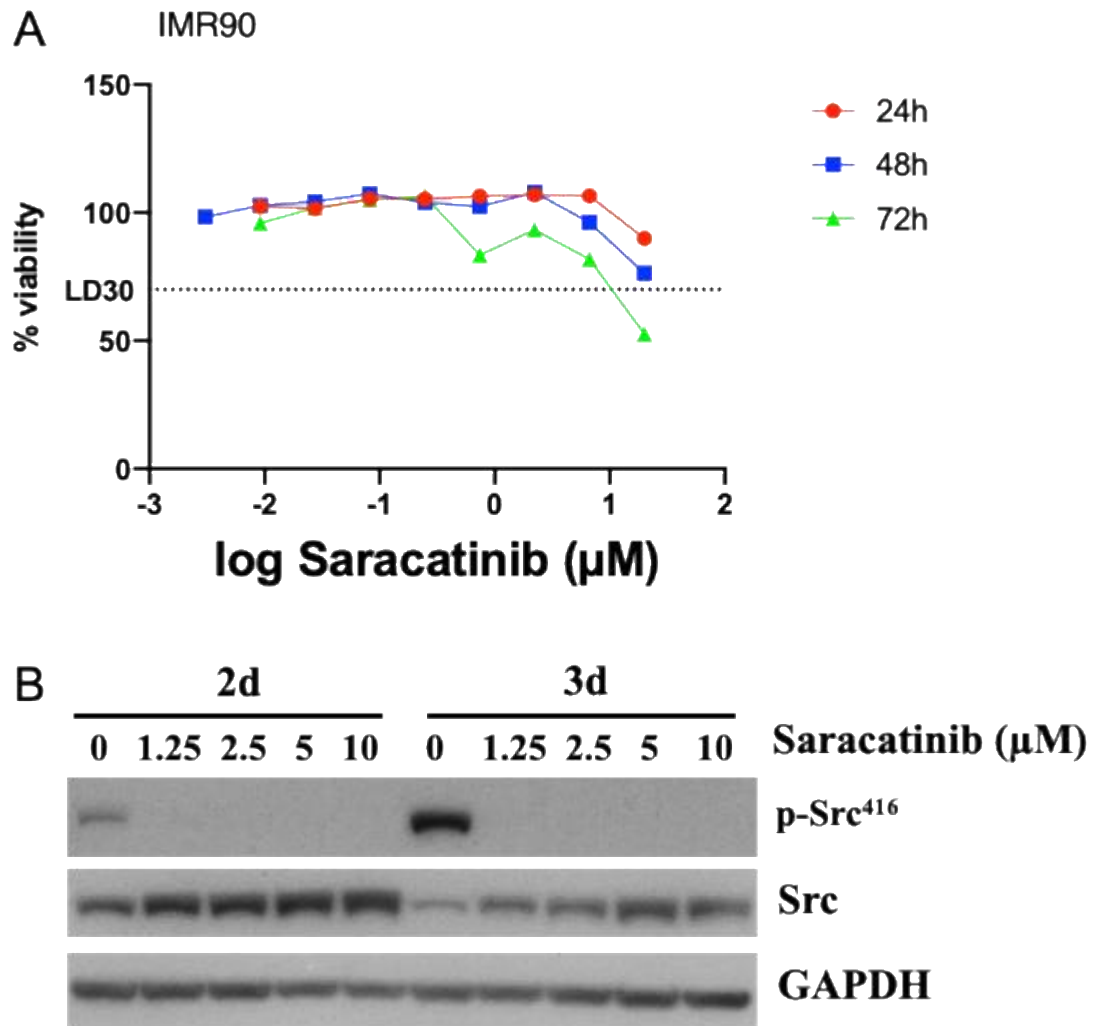 A
IMR90
150
100
LD30
50
0
% viability
-3 -2 -1 0 1 2
log Saracatinib (µM)
24h
48h
72h
B
2d 3d
0 1.25 2.5 5 10 0 1.25 2.5 5 10 Saracatinib (µM)
p-Src⁴¹⁶
Src
GAPDH